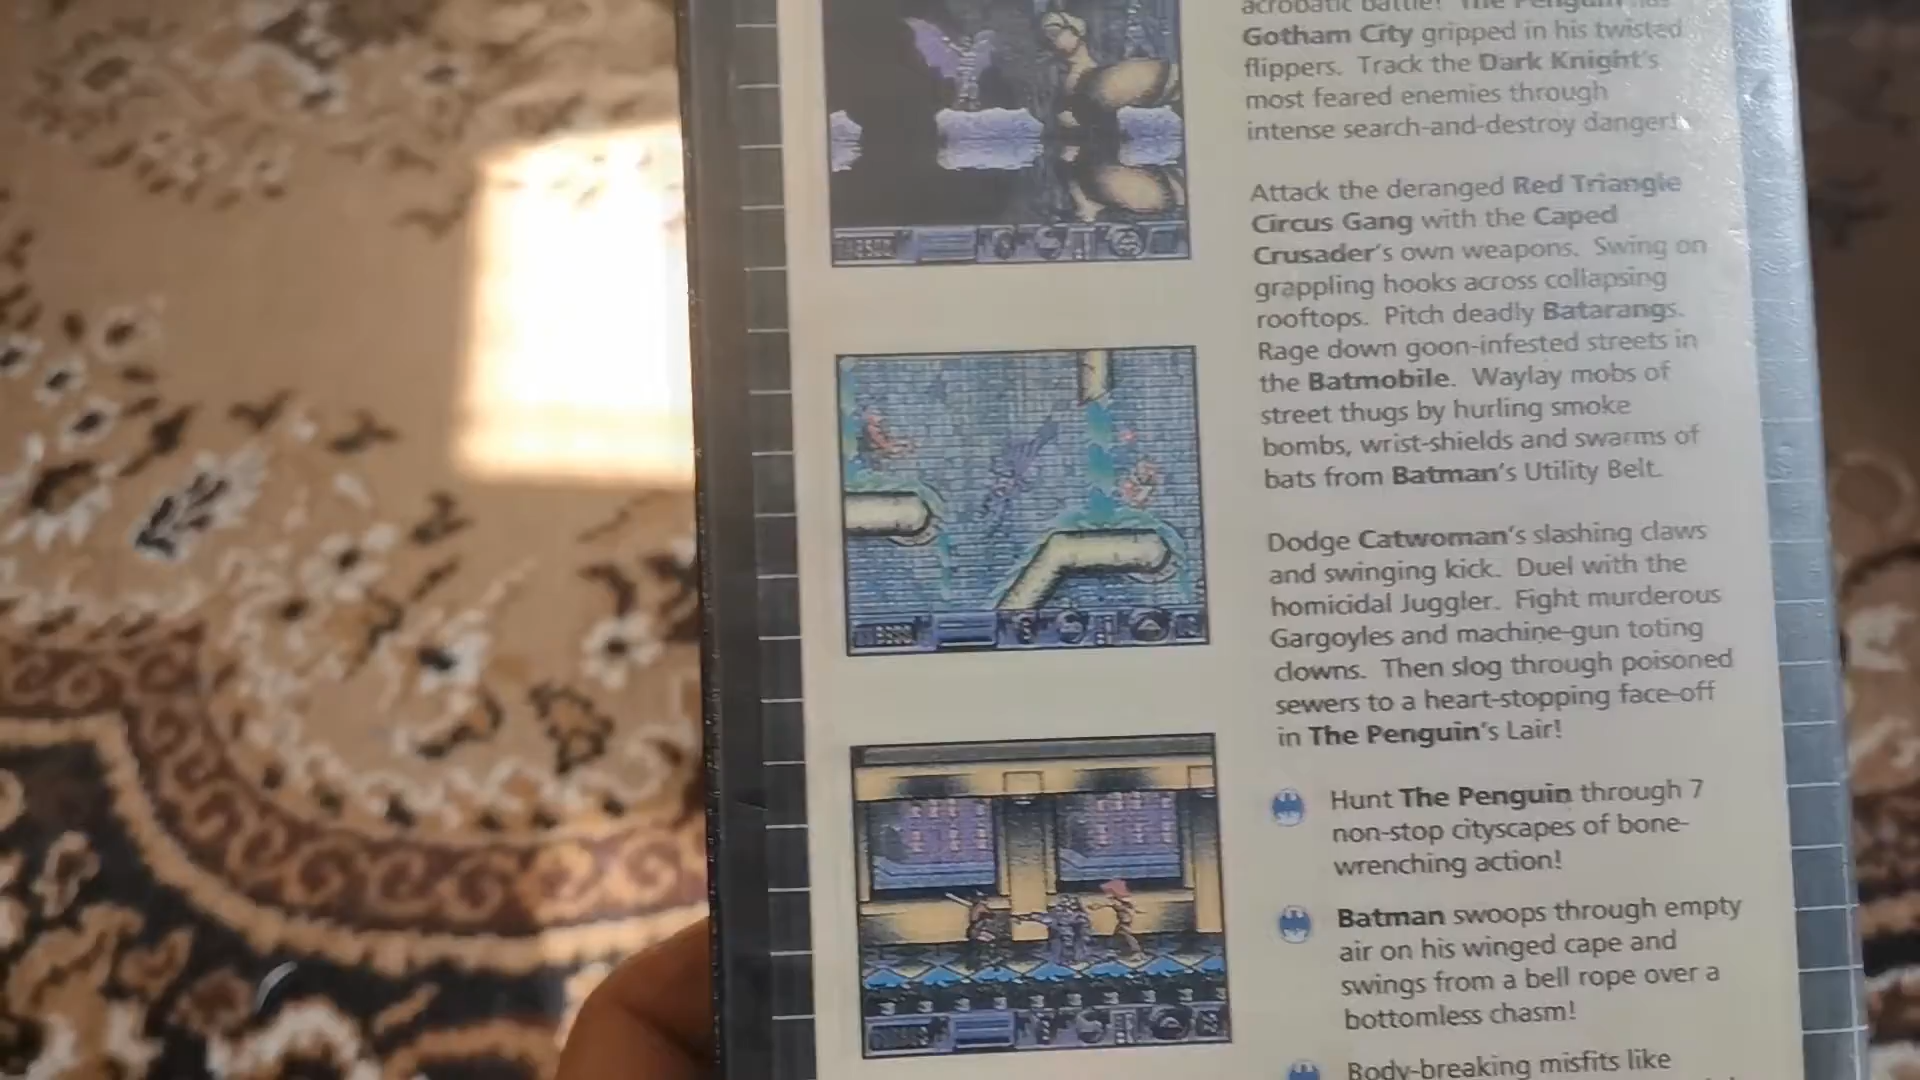 acrobatic battle! The Penguin has
Gotham City gripped in his twisted
flippers. Track the Dark Knight's
most feared enemies through
intense search-and-destroy danger!
Attack the deranged Red Triangle
Circus Gang with the Caped
Crusader's own weapons. Swing on
grappling hooks across collapsing
rooftops. Pitch deadly Batarangs.
Rage down goon-infested streets in
the Batmobile. Waylay mobs of
street thugs by hurling smoke
bombs, wrist-shields and swarms of
bats from Batman's Utility Belt.
Dodge Catwoman's slashing claws
and swinging kick. Duel with the
homicidal Juggler. Fight murderous
Gargoyles and machine-gun toting
clowns. Then slog through poisoned
sewers to a heart-stopping face-off
in The Penguin's Lair!
Hunt The Penguin through 7
non-stop cityscapes of bone-
wrenching action!
Batman swoops through empty
air on his winged cape and
swings from a bell rope over a
bottomless chasm!
Body-breaking misfits like